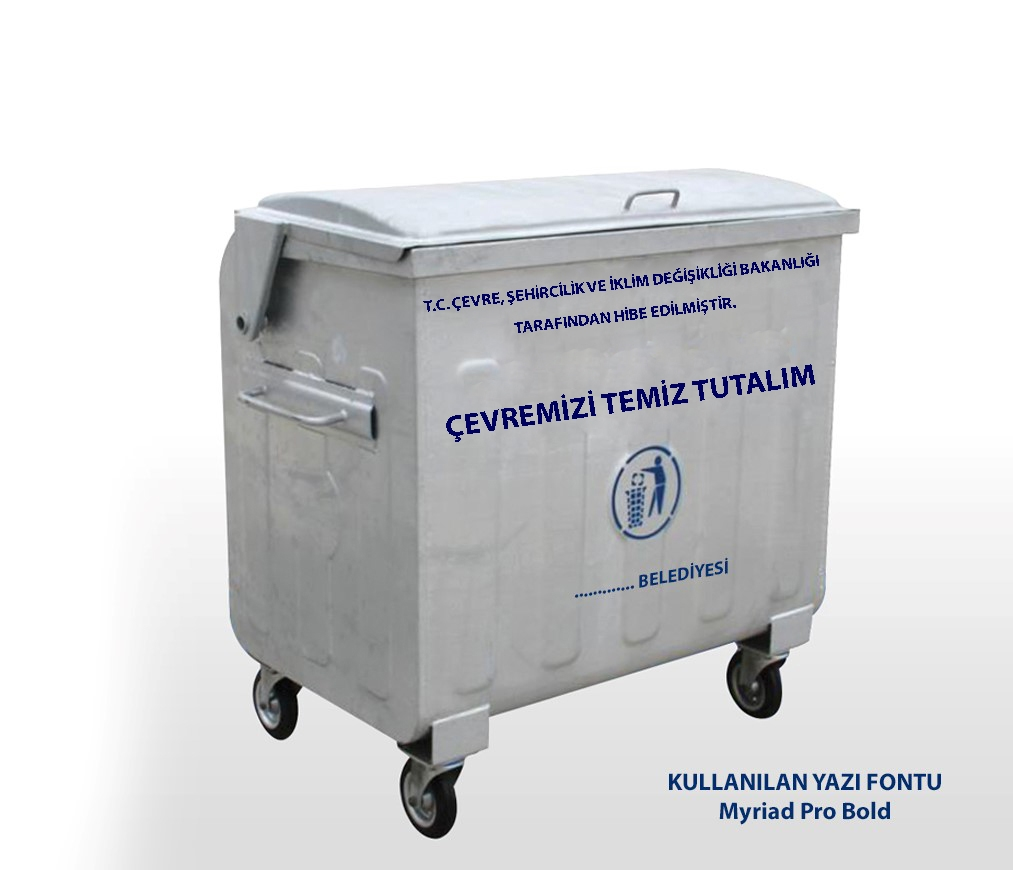 T.C. ÇEVRE, ŞEHİRCİLİK VE İKLİM DEĞİŞİKLİĞİ BAKANLIĞI
TARAFINDAN HİBE EDİLMİŞTİR.
ÇEVREMİZİ TEMİZ TUTALIM
............. BELEDİYESİ
KULLANILAN YAZI FONTU
Myriad Pro Bold